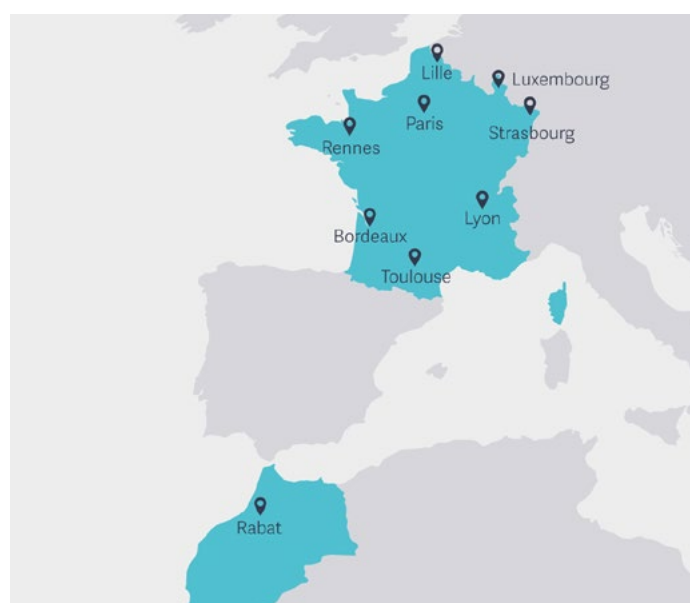 Lille
Luxembourg
Paris
Strasbourg
Rennes
Lyon
Bordeaux
Toulouse
Rabat